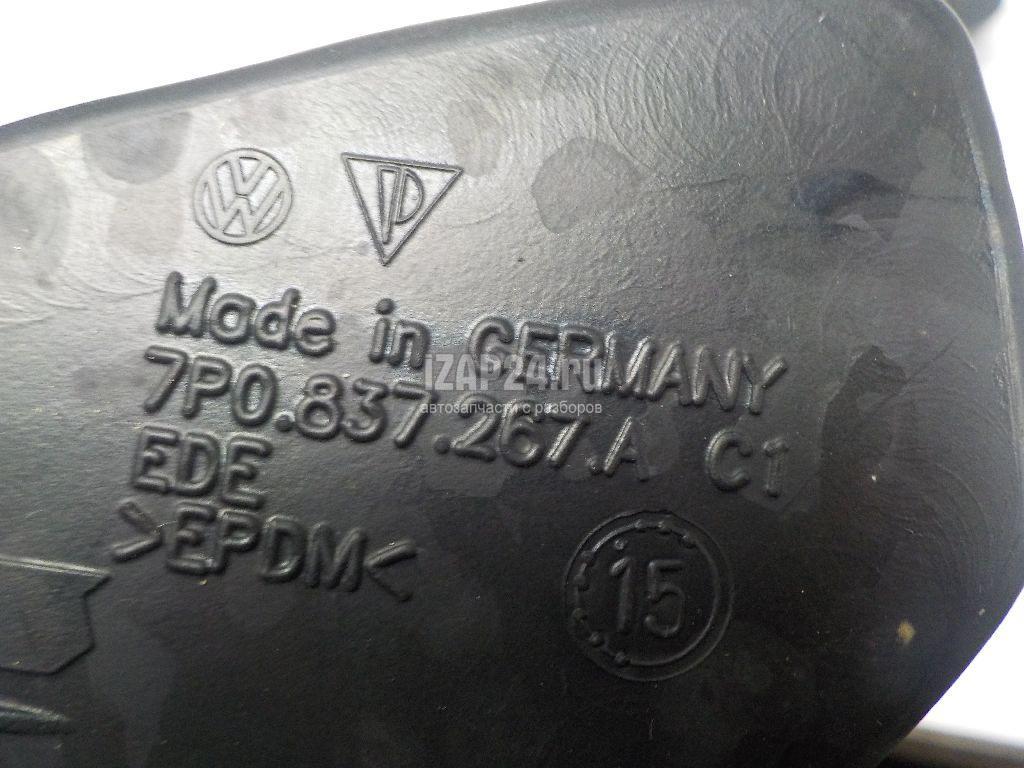 VW
P
Made in GERMANY
iZAP24.ru
7P0.837.267.A C1
автозапчасти с разборов
EDE
>EPDM<
15